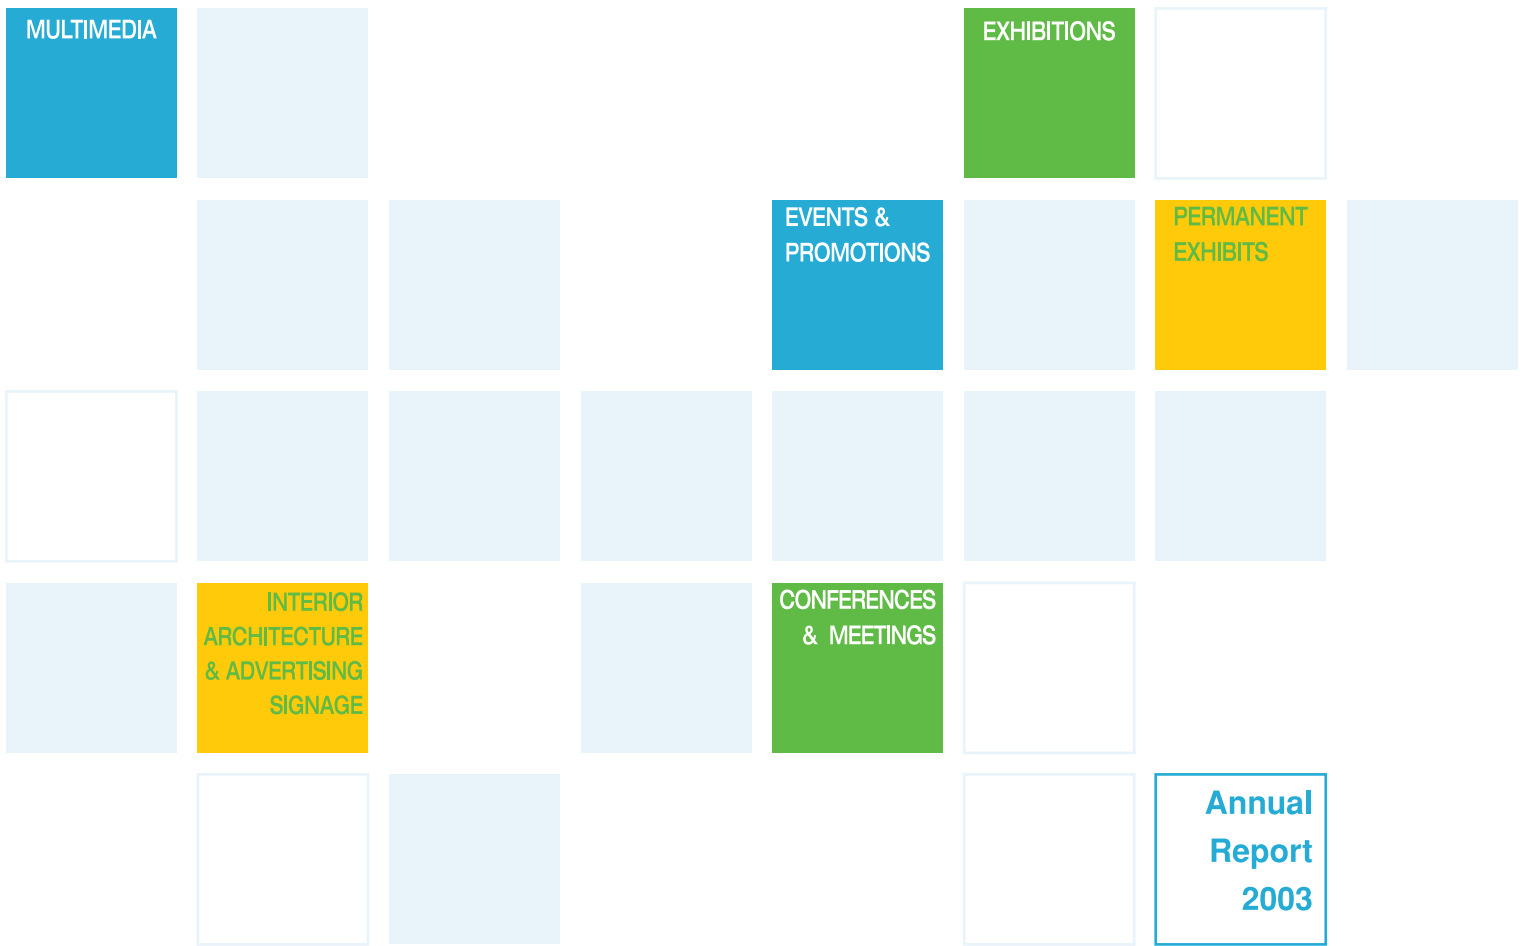 MULTIMEDIA
EXHIBITIONS
EVENTS &
PROMOTIONS
PERMANENT
EXHIBITS
INTERIOR
ARCHITECTURE
& ADVERTISING
SIGNAGE
CONFERENCES
& MEETINGS
Annual
Report
2003